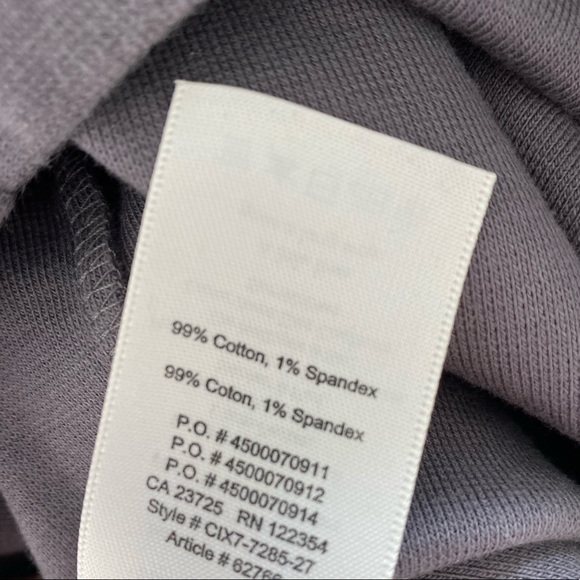 99% Cotton, 1% Spandex
99% Coton, 1% Spandex
P.O. # 4500070911
P.O. # 4500070912
P.O. # 4500070914
CA 23725 RN 122354
Style # CIX7-7285-27
Article #